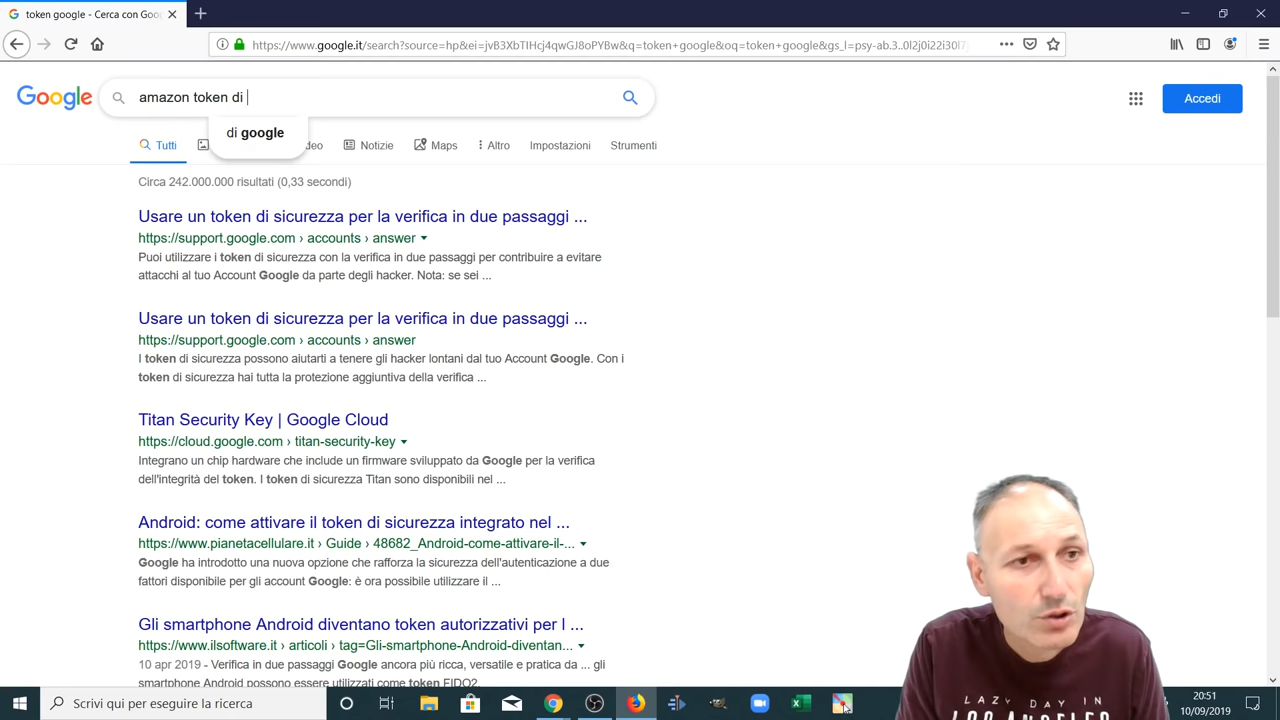 token google - Cerca con Goo
https://www.google.it/search?source=hp&ei=jvB3XbTIHcj4qwGJ8oPYBw&q=token+google&oq=token+google&gs_l=psy-ab.3..0l2j0i22i30l7
Google
amazon token di
Accedi
di google
Tutti
deo
Notizie
Maps
Altro
Impostazioni
Strumenti
Circa 242.000.000 risultati (0,33 secondi)
Usare un token di sicurezza per la verifica in due passaggi ...
https://support.google.com › accounts › answer
Puoi utilizzare i token di sicurezza con la verifica in due passaggi per contribuire a evitare
attacchi al tuo Account Google da parte degli hacker. Nota: se sei ...
Usare un token di sicurezza per la verifica in due passaggi ...
https://support.google.com › accounts › answer
I token di sicurezza possono aiutarti a tenere gli hacker lontani dal tuo Account Google. Con i
token di sicurezza hai tutta la protezione aggiuntiva della verifica ...
Titan Security Key | Google Cloud
https://cloud.google.com › titan-security-key
Integrano un chip hardware che include un firmware sviluppato da Google per la verifica
dell'integrità del token. I token di sicurezza Titan sono disponibili nel ...
Android: come attivare il token di sicurezza integrato nel ...
https://www.pianetacellulare.it › Guide › 48682_Android-come-attivare-il-...
Google ha introdotto una nuova opzione che rafforza la sicurezza dell'autenticazione a due
fattori disponibile per gli account Google: è ora possibile utilizzare il ...
Gli smartphone Android diventano token autorizzativi per l ...
https://www.ilsoftware.it › articoli › tag=Gli-smartphone-Android-diventan...
10 apr 2019 - Verifica in due passaggi Google ancora più ricca, versatile e pratica da ... gli
smartphone Android possono essere utilizzati come token FIDO2.
LAZY DAY IN
LOS ANGELES
Scrivi qui per eseguire la ricerca
20:51
10/09/2019